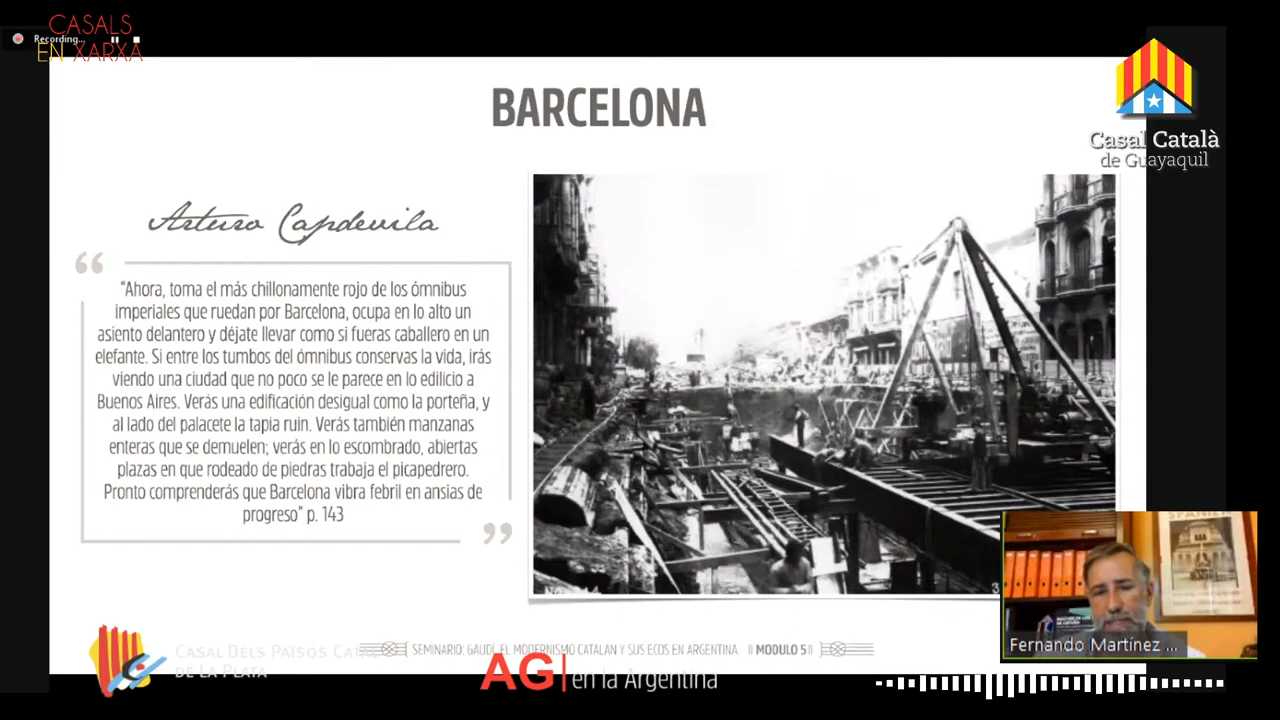 CASALS
EN XARXA
Recording...
Casal Català
de Guayaquil
BARCELONA
Arturo Capdevila
“
“Ahora, toma el más chillonamente rojo de los ómnibus
imperiales que ruedan por Barcelona, ocupa en lo alto un
asiento delantero y déjate llevar como si fueras caballero en un
elefante. Si entre los tumbos del ómnibus conservas la vida, irás
viendo una ciudad que no poco se le parece en lo edilicio a
Buenos Aires. Verás una edificación desigual como la porteña, y
al lado del palacete la tapia ruin. Verás también manzanas
enteras que se demuelen; verás en lo escombrado, abiertas
plazas en que rodeado de piedras trabaja el picapedrero.
Pronto comprenderás que Barcelona vibra febril en ansias de
progreso” p. 143
”
Fernando Martínez ...
CASAL DELS PAÏSOS
DE LA PLATA
SEMINARIO: GAUDÍ, EL MODERNISMO CATALÁN Y SUS ECOS EN ARGENTINA. II MODULO 5 II
AG|
en la Argentina